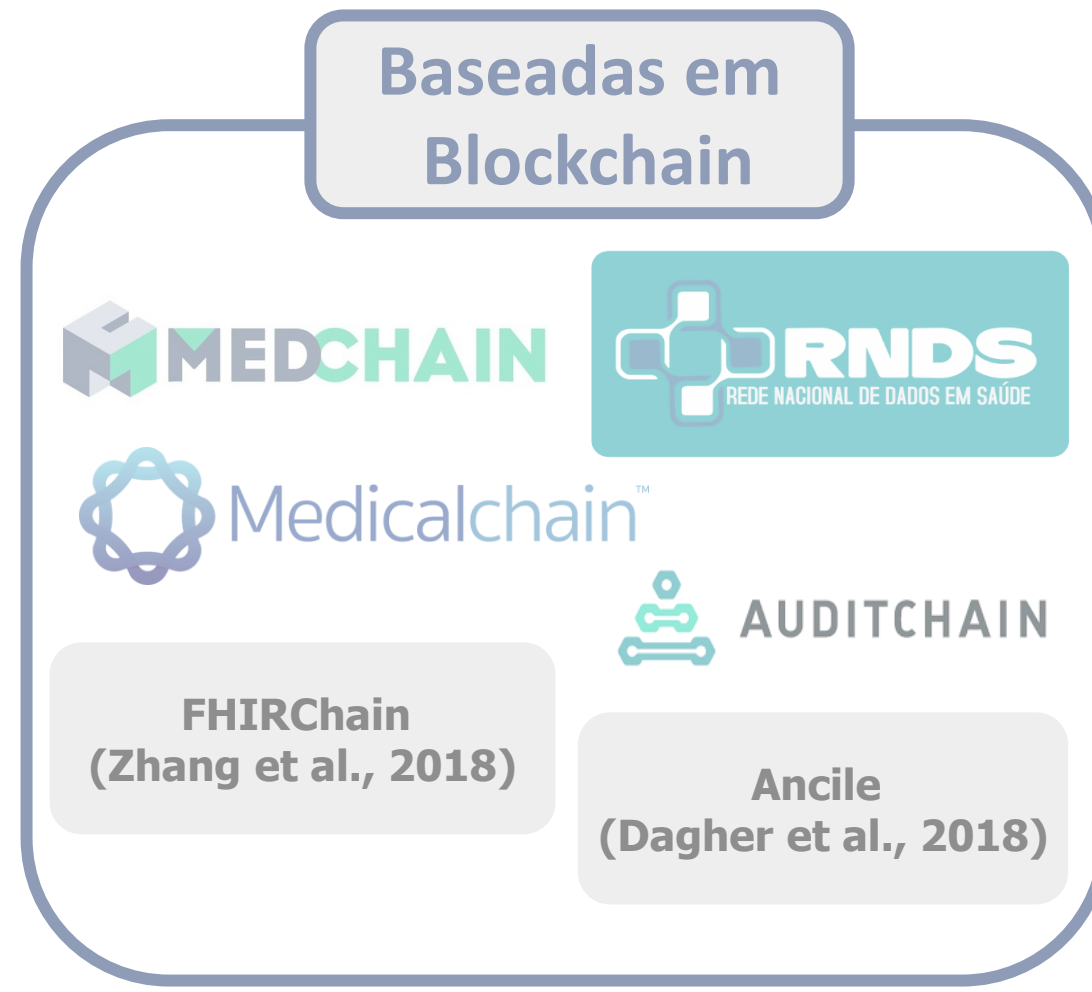 Baseadas em
Blockchain
MEDCHAIN
RNDS
REDE NACIONAL DE DADOS EM SAÚDE
Medicalchain™
AUDITCHAIN
FHIRChain
(Zhang et al., 2018)
Ancile
(Dagher et al., 2018)